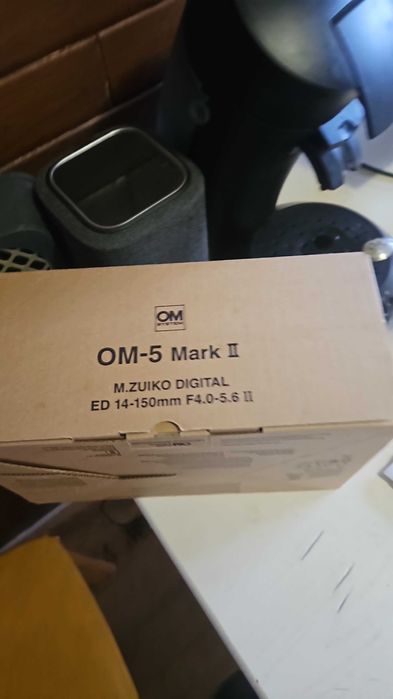 OM
SYSTEM
OM-5 Mark II
M.ZUIKO DIGITAL
ED 14-150mm F4.0-5.6 II